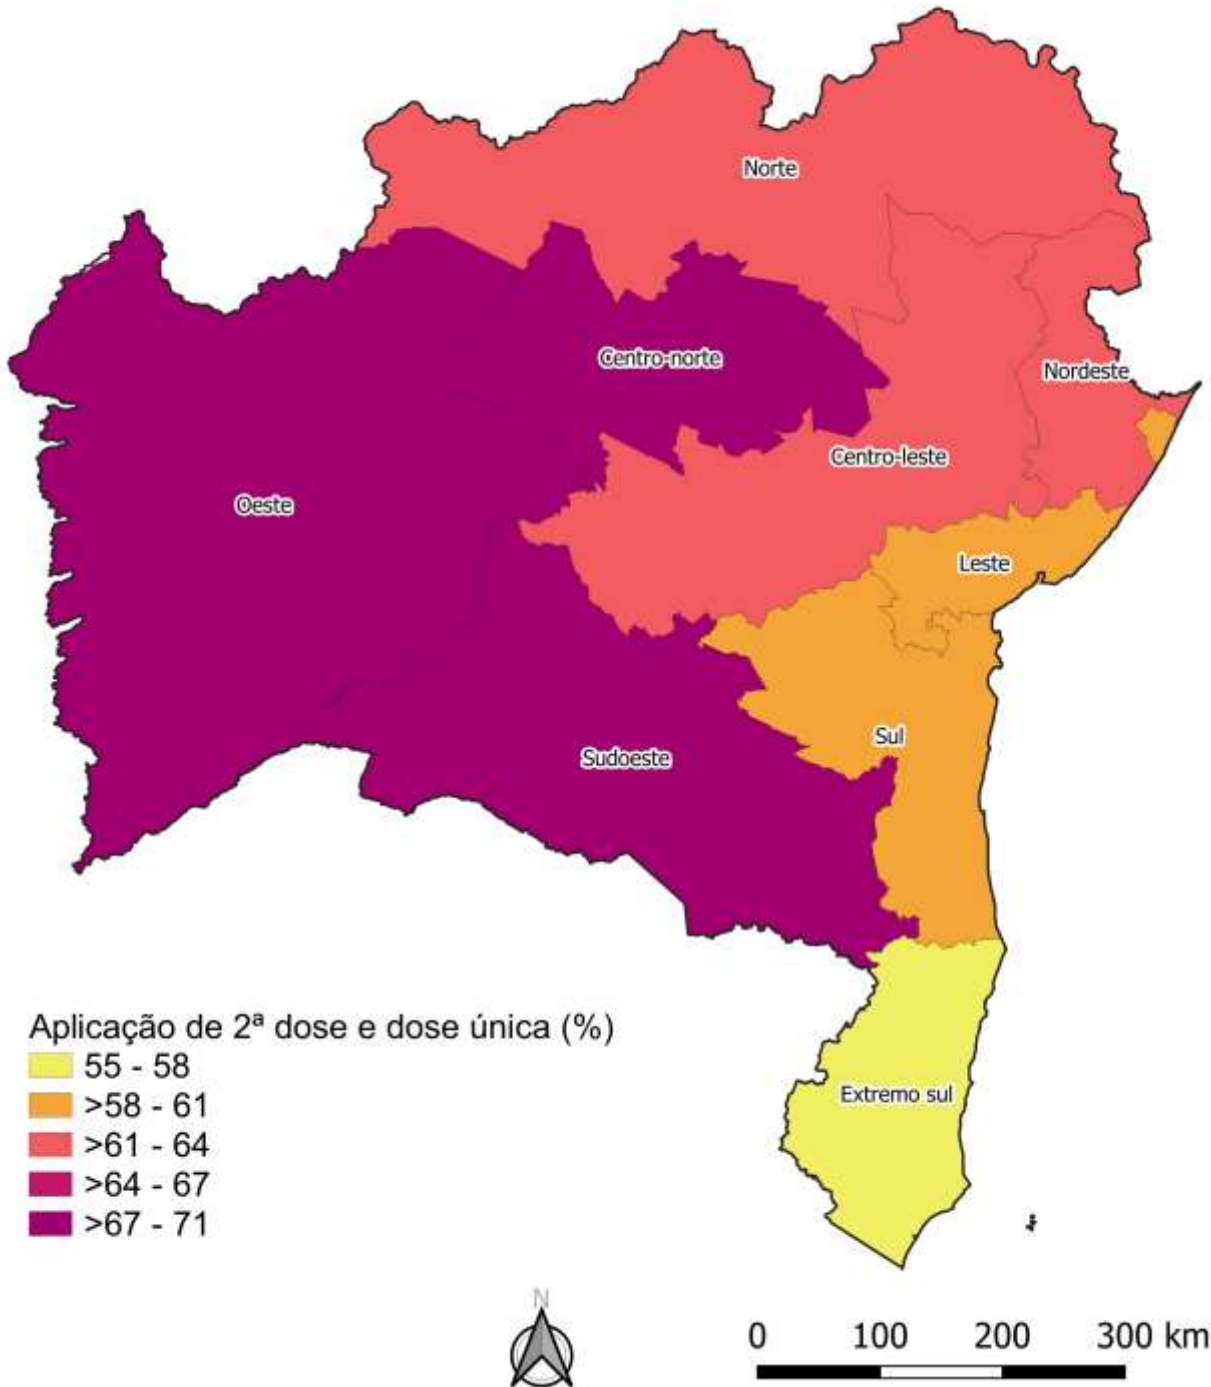 Norte
Centro-norte
Nordeste
Centro-leste
Oeste
Leste
Sul
Sudoeste
Aplicação de 2ª dose e dose única (%)
55 - 58
>58 - 61
>61 - 64
>64 - 67
>67 - 71
Extremo sul
N
0 100 200 300 km